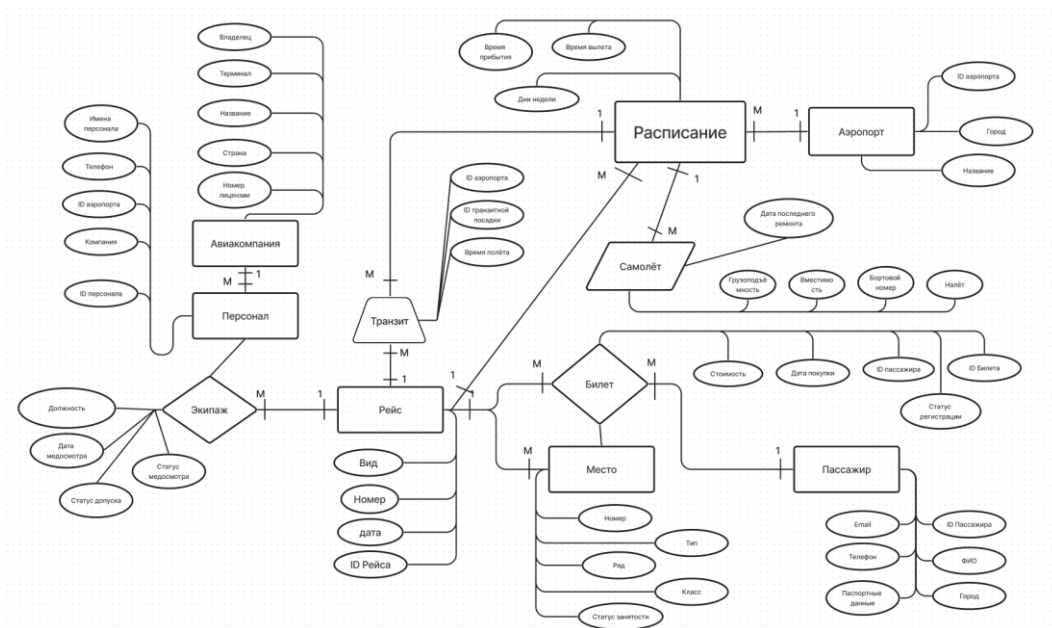 Владелец
Терминал
Название
Страна
Номер
лицензии
Имена
персонала
Телефон
ID аэропорта
Компания
ID персонала
Авиакомпания
1
М
Персонал
Экипаж
М
1
Должность
Дата
медосмотра
Статус допуска
Статус
медосмотра
Время
прибытия
Время вылета
Дни недели
1
Расписание
М
1
Аэропорт
ID аэропорта
Город
Название
М
1
ID аэропорта
ID транзитной
посадки
Время полёта
М
Транзит
М
1
М
Самолёт
Дата последнего
ремонта
Грузоподъё
мность
Вместимо
сть
Бортовой
номер
Налёт
1
Рейс
1
Вид
Номер
дата
ID Рейса
М
Билет
М
Стоимость
Дата покупки
ID пассажира
Статус
регистрации
ID Билета
М
Место
1
Пассажир
Номер
Тип
Ряд
Класс
Статус занятости
Email
Телефон
Паспортные
данные
ID Пассажира
ФИО
Город